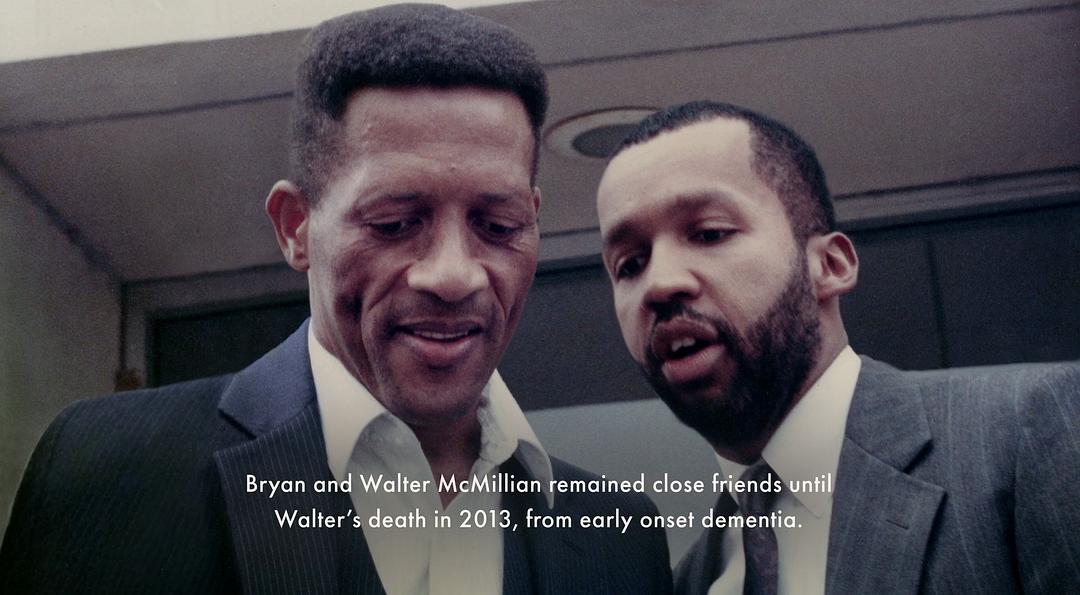 Bryan and Walter McMillian remained close friends until
Walter’s death in 2013, from early onset dementia.